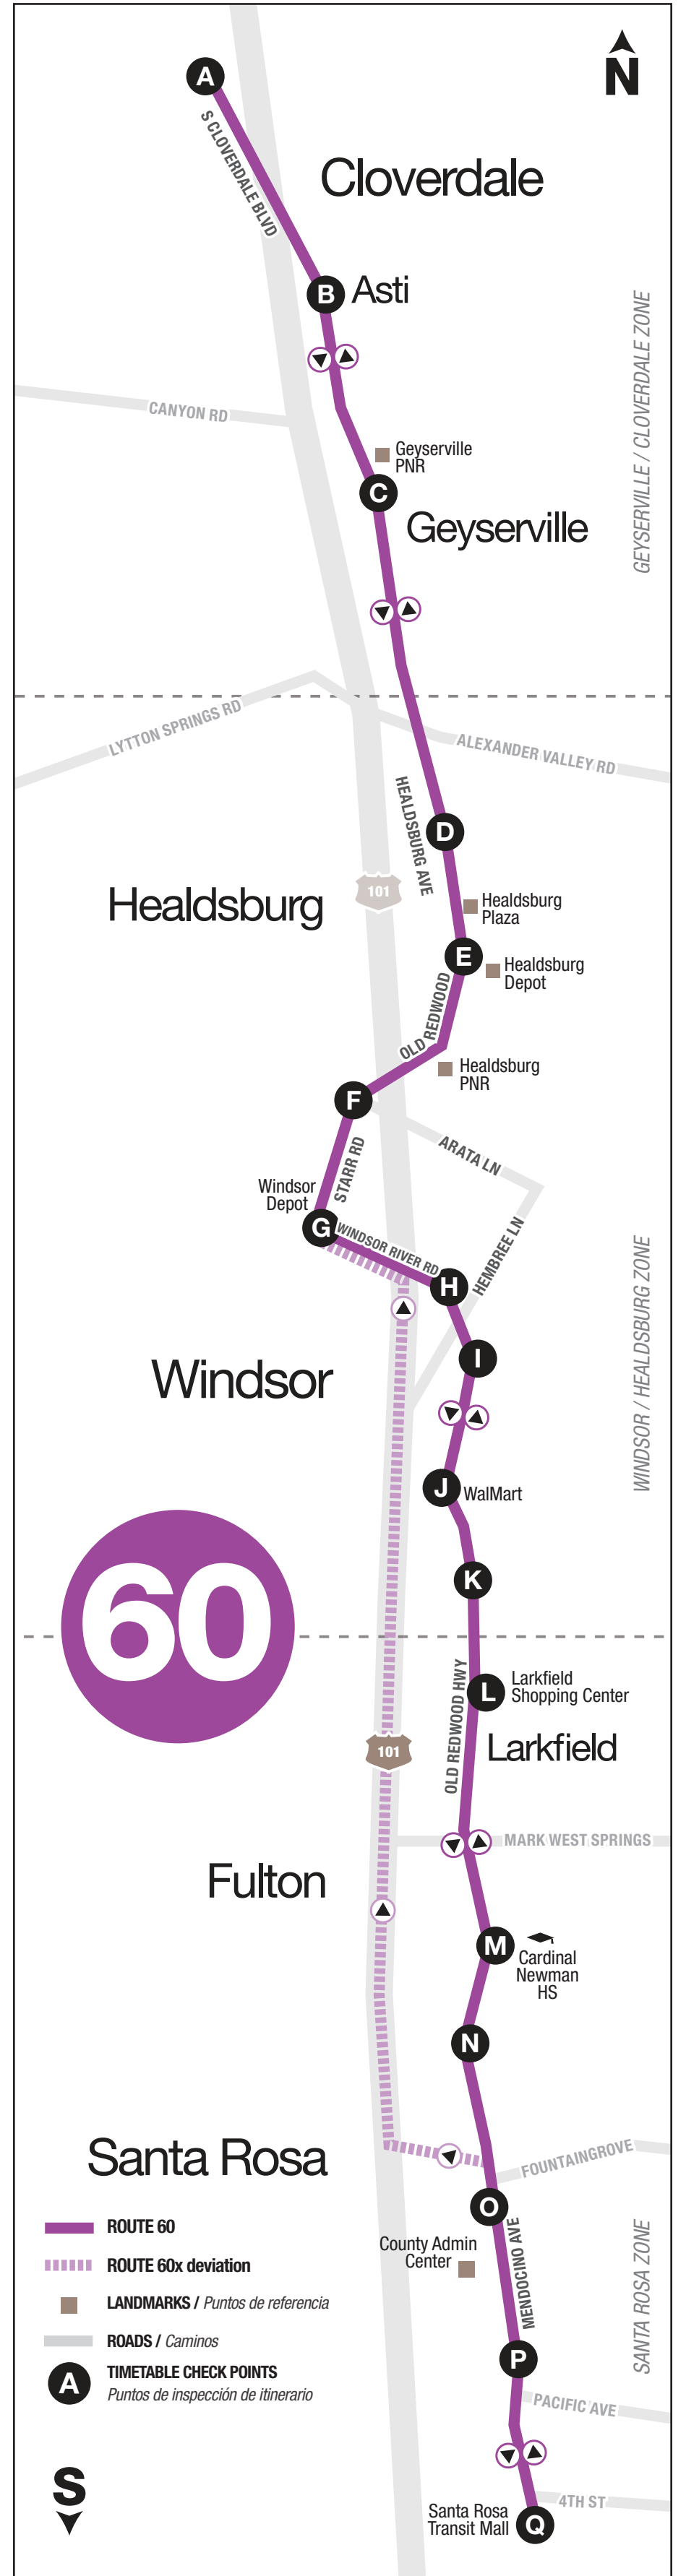 A
N
S CLOVERDALE BLVD
Cloverdale
B
Asti
GEYSERVILLE / CLOVERDALE ZONE
CANYON RD
Geyserville
PNR
C
Geyserville
LYTTON SPRINGS RD
ALEXANDER VALLEY RD
HEALDSBURG AVE
D
101
Healdsburg
Healdsburg
Plaza
E
Healdsburg
Depot
OLD REDWOOD
Healdsburg
PNR
F
ARATA LN
STARR RD
Windsor
Depot
G
WINDSOR RIVER RD
HEMBREE LN
H
WINDSOR / HEALDSBURG ZONE
I
Windsor
J
WalMart
60
K
L
Larkfield
Shopping Center
OLD REDWOOD HWY
Larkfield
101
MARK WEST SPRINGS
Fulton
M
Cardinal
Newman
HS
N
Santa Rosa
FOUNTAINGROVE
O
County Admin
Center
MENDOCINO AVE
SANTA ROSA ZONE
P
PACIFIC AVE
4TH ST
Santa Rosa
Transit Mall
Q
ROUTE 60
ROUTE 60x deviation
LANDMARKS / Puntos de referencia
ROADS / Caminos
A
TIMETABLE CHECK POINTS
Puntos de inspección de itinerario
S